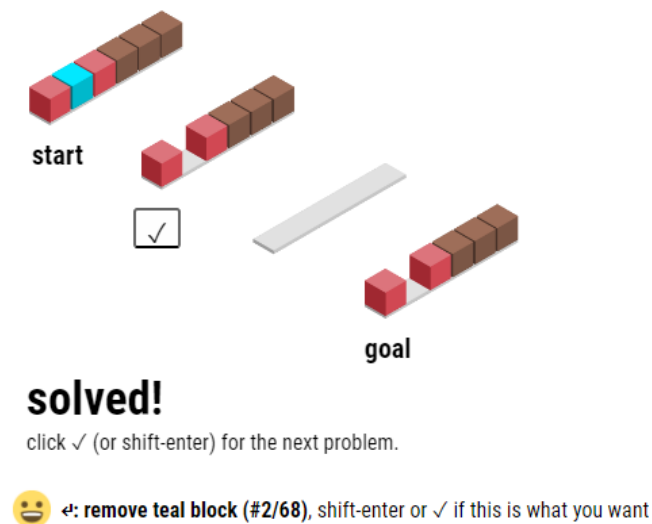 start
✓
goal
solved!
click ✓ (or shift-enter) for the next problem.
↵: remove teal block (#2/68), shift-enter or ✓ if this is what you want